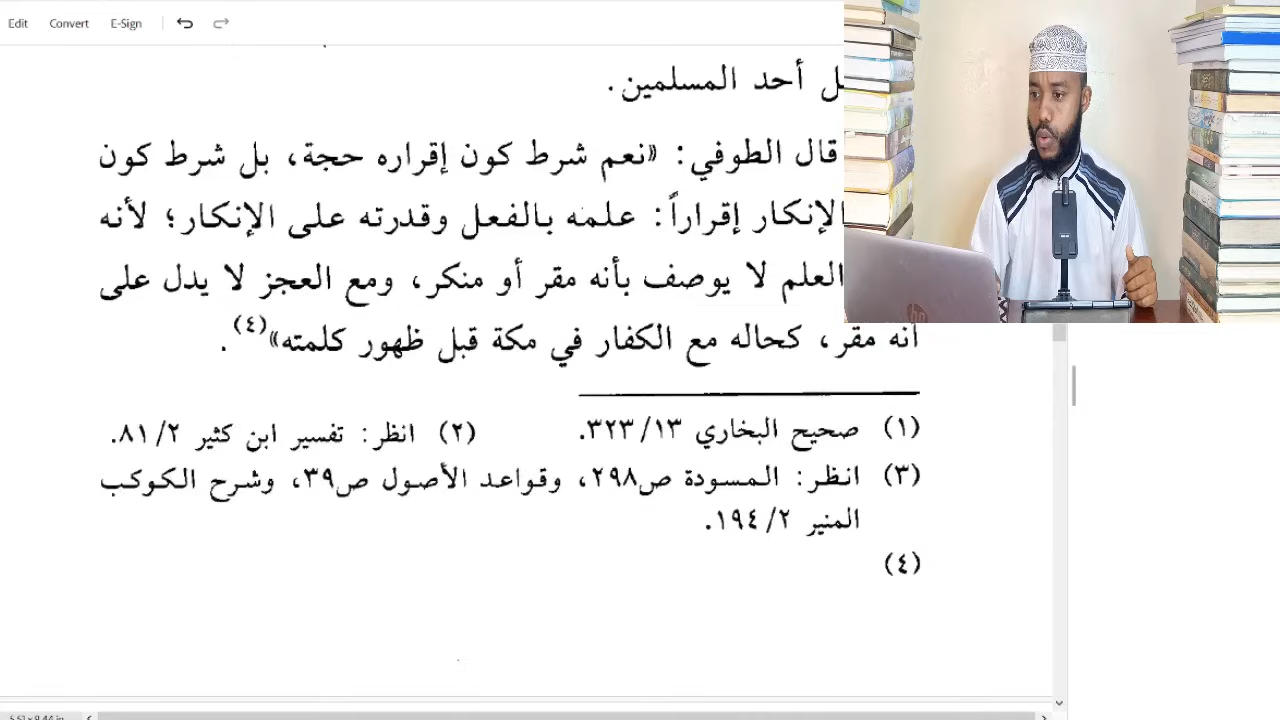 Edit Convert E-Sign
ل أحد المسلمين.
قال الطوفي: «نعم شرط كون إقراره حجة، بل شرط كون
الإنكار إقراراً: علمه بالفعل وقدرته على الإنكار؛ لأنه
العلم لا يوصف بأنه مقر أو منكر، ومع العجز لا يدل على
أنه مقر، كحاله مع الكفار في مكة قبل ظهور كلمته»(٤).
(١) صحيح البخاري ٣٢٣/١٣. (٢) انظر: تفسير ابن كثير ٨١/٢.
(٣) انظر: المسودة ص٢٩٨، وقواعد الأصول ص٣٩، وشرح الكوكب
المنير ١٩٤/٢.
(٤)
hp